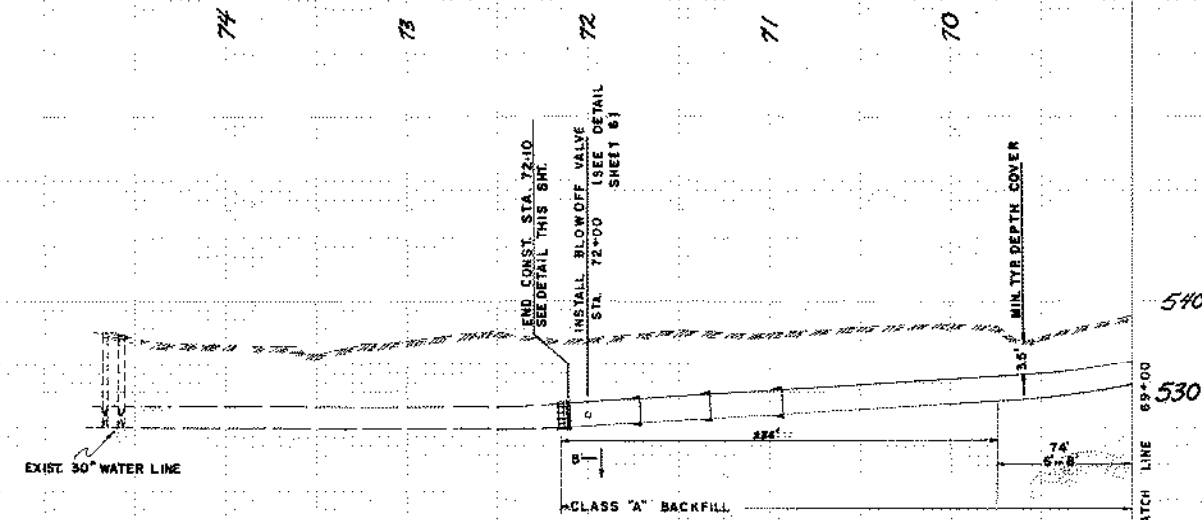 74
73
72
71
70
END CONST. STA. 72+10
SEE DETAIL THIS SHT.
INSTALL BLOWOFF VALVE
STA. 72+00 (SEE DETAIL
SHEET 6)
MIN. TYP. DEPTH COVER
3.5'
540
530
69+00
MATCH LINE
EXIST. 30" WATER LINE
74'
CLASS "A" BACKFILL